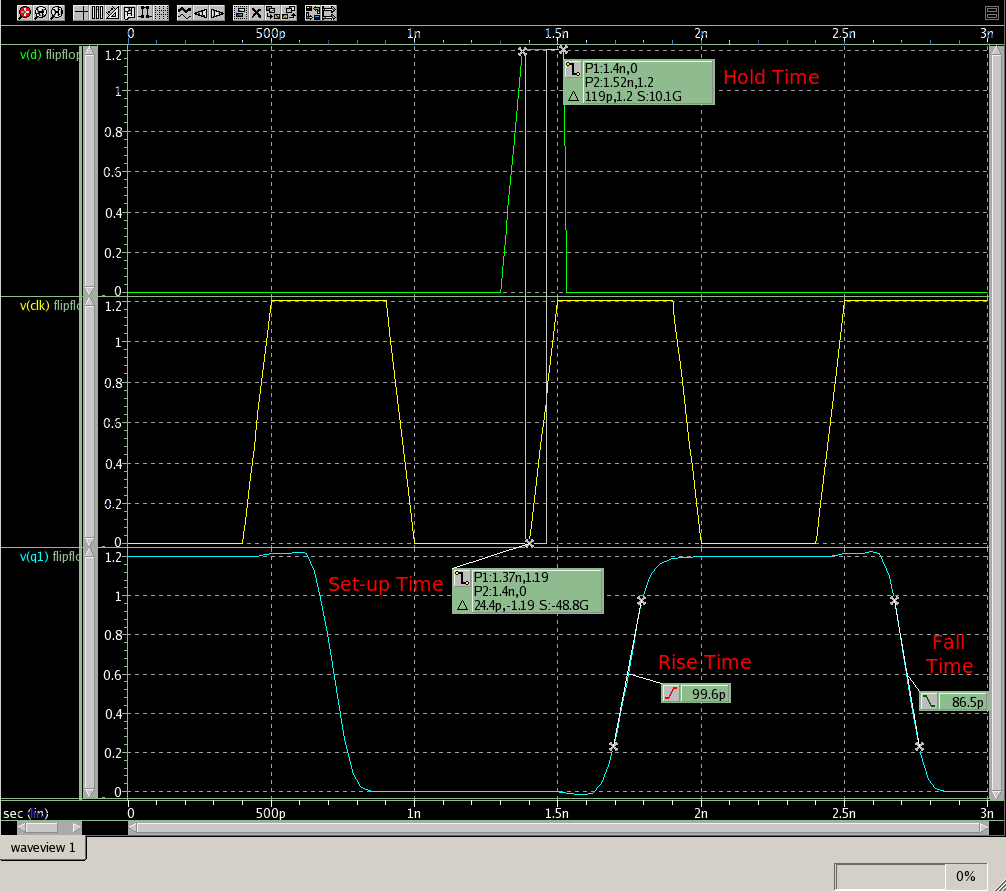 0 500p 1n 1.5n 2n 2.5n 3n
v(d) flipflop
1.2
1
0.8
0.6
0.4
0.2
0
P1:1.4n,0
P2:1.52n,1.2
△ 119p,1.2 S:10.1G
Hold Time
v(clk) flipflo
1.2
1
0.8
0.6
0.4
0.2
0
v(q1) flipflo
1.2
1
0.8
0.6
0.4
0.2
0
Set-up Time
P1:1.37n,1.19
P2:1.4n,0
△ 24.4p,-1.19 S:-48.8G
Rise Time
99.6p
Fall
Time
86.5p
sec (lin) 0 500p 1n 1.5n 2n 2.5n 3n
waveview 1
0%